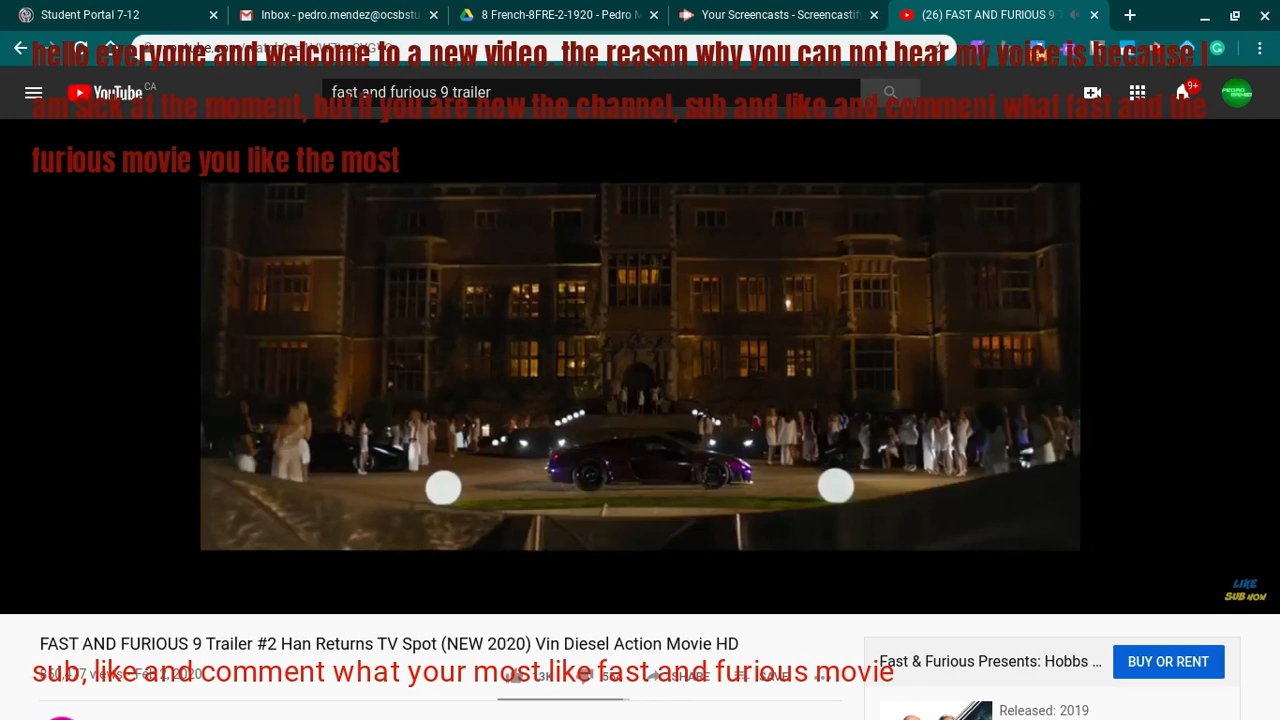 Student Portal 7-12
Inbox - pedro.mendez@ocsbstu
8 French-8FRE-2-1920 - Pedro M
Your Screencasts - Screencastif
(26) FAST AND FURIOUS 9 T
hello everyone and welcome to a new video. the reason why you can not hear my voice is because I
YouTube CA
fast and furious 9 trailer
9+
am sick at the moment, but if you are new the channel, sub and like and comment what fast and the
furious movie you like the most
LIKE
SUB NOW
FAST AND FURIOUS 9 Trailer #2 Han Returns TV Spot (NEW 2020) Vin Diesel Action Movie HD
Fast & Furious Presents: Hobbs ...
BUY OR RENT
sub, like and comment what your most like fast and furious movie
SHARE
SAVE
Released: 2019